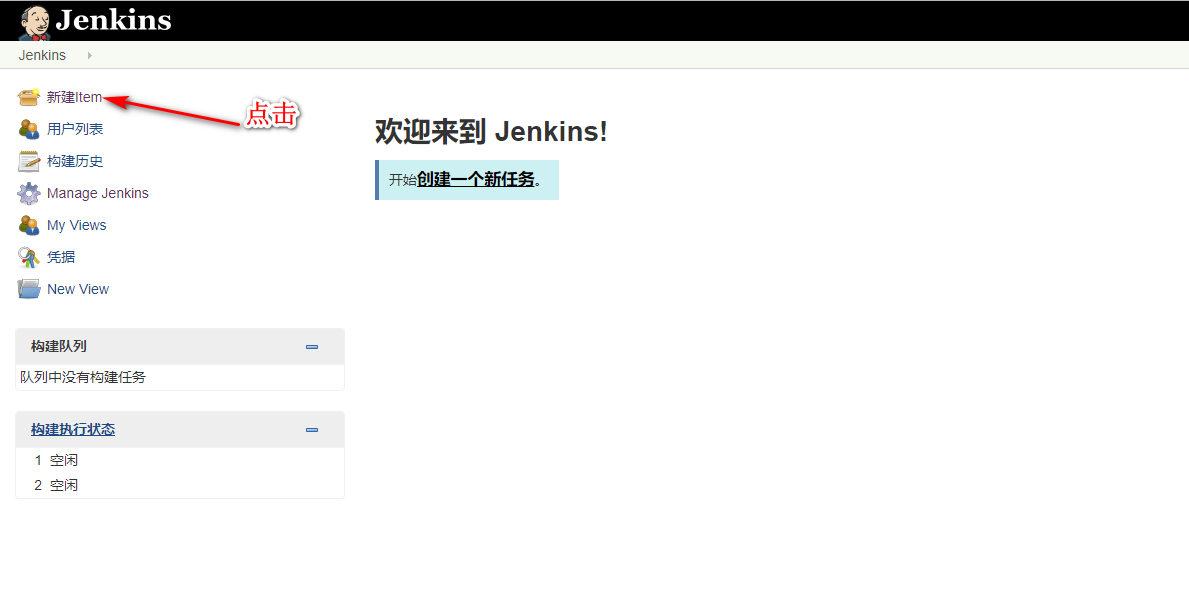 Jenkins
Jenkins
新建Item
点击
用户列表
构建历史
Manage Jenkins
My Views
凭据
New View
欢迎来到 Jenkins!
开始创建一个新任务。
构建队列
队列中没有构建任务
构建执行状态
1 空闲
2 空闲